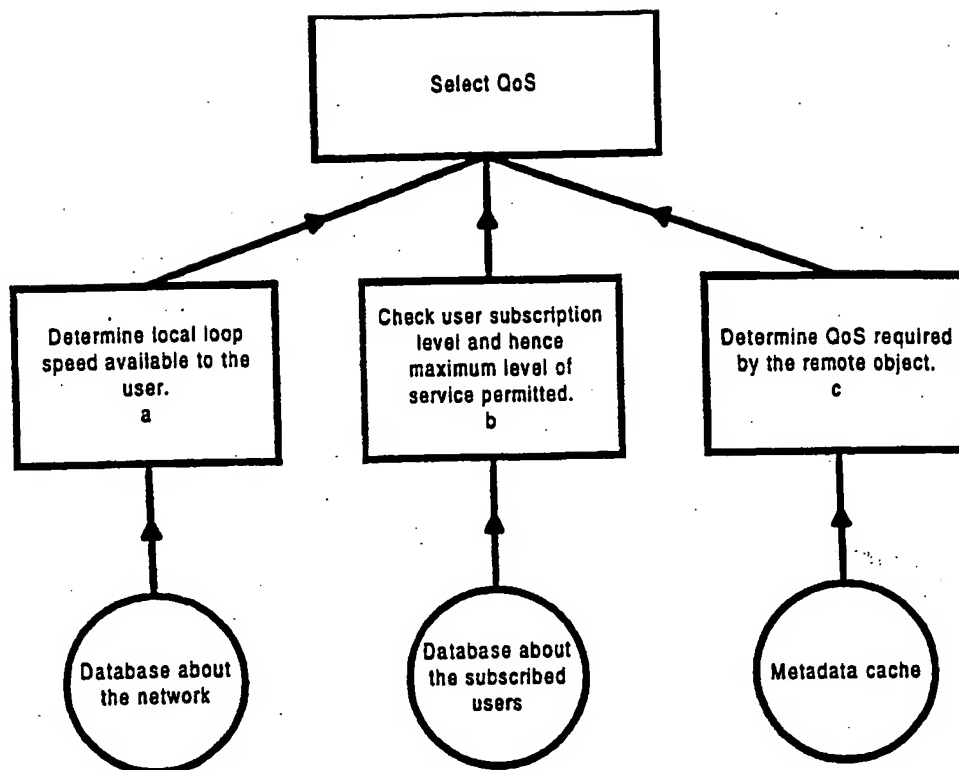 Select QoS
Determine local loop
speed available to the
user.
a
Check user subscription
level and hence
maximum level of
service permitted.
b
Determine QoS required
by the remote object.
c
Database about
the network
Database about
the subscribed
users
Metadata cache